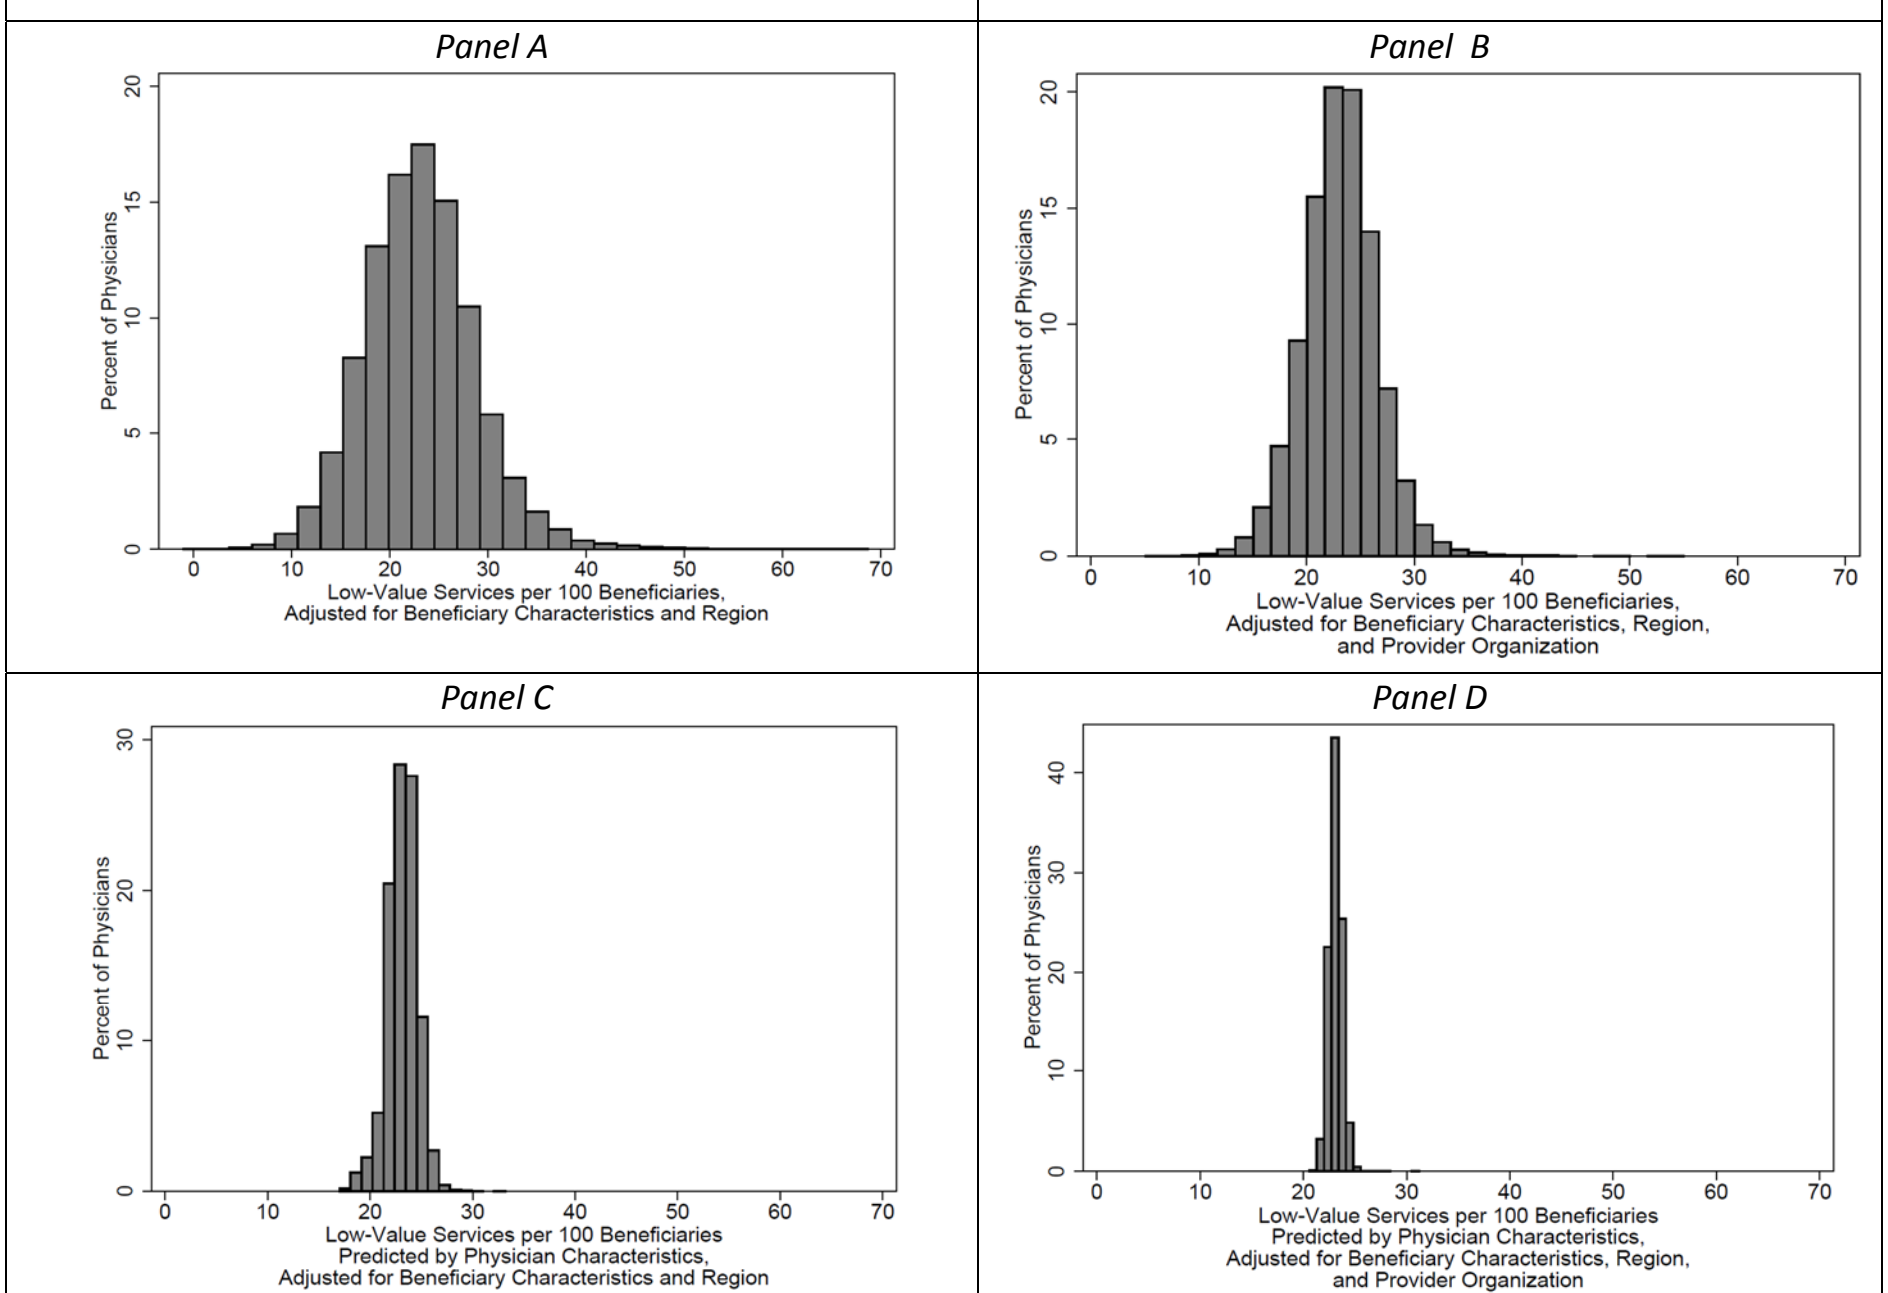 Panel A
20
15
10
5
0
Percent of Physicians
0 10 20 30 40 50 60 70
Low-Value Services per 100 Beneficiaries,
Adjusted for Beneficiary Characteristics and Region
Panel B
20
15
10
5
0
Percent of Physicians
0 10 20 30 40 50 60 70
Low-Value Services per 100 Beneficiaries,
Adjusted for Beneficiary Characteristics, Region,
and Provider Organization
Panel C
30
20
10
0
Percent of Physicians
0 10 20 30 40 50 60 70
Low-Value Services per 100 Beneficiaries
Predicted by Physician Characteristics,
Adjusted for Beneficiary Characteristics and Region
Panel D
40
30
20
10
0
Percent of Physicians
0 10 20 30 40 50 60 70
Low-Value Services per 100 Beneficiaries
Predicted by Physician Characteristics,
Adjusted for Beneficiary Characteristics, Region,
and Provider Organization